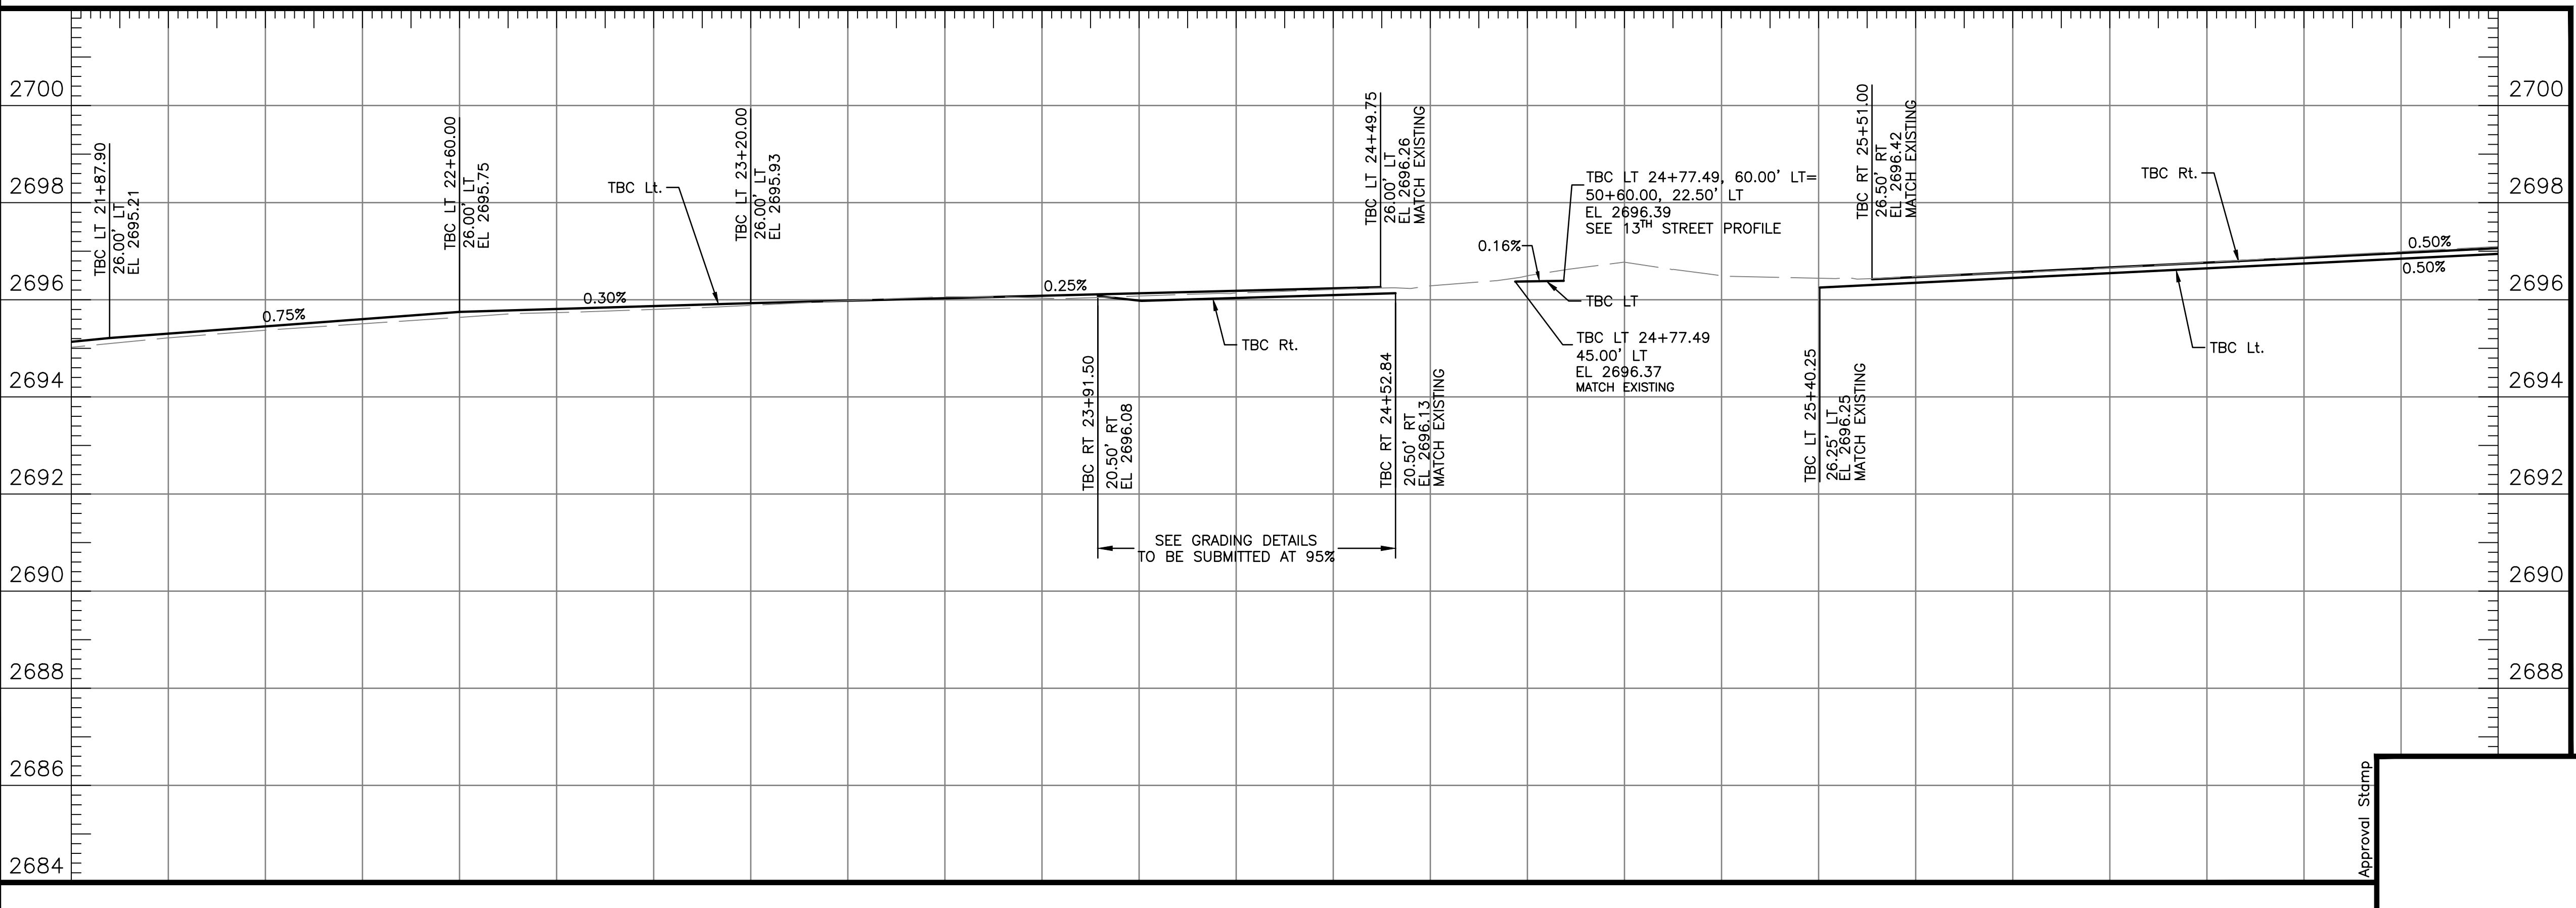 2700
2698
2696
2694
2692
2690
2688
2686
2684
TBC LT 21+87.90
26.00' LT
EL 2695.21
0.75%
TBC LT 22+60.00
26.00' LT
EL 2695.75
0.30%
TBC Lt.
TBC LT 23+20.00
26.00' LT
EL 2695.93
0.25%
TBC RT 23+91.50
20.50' RT
EL 2696.08
TBC Rt.
SEE GRADING DETAILS
TO BE SUBMITTED AT 95%
TBC LT 24+49.75
26.00' LT
EL 2696.26
MATCH EXISTING
TBC RT 24+52.84
20.50' RT
EL 2696.13
MATCH EXISTING
0.16%
TBC LT 24+77.49, 60.00' LT=
50+60.00, 22.50' LT
EL 2696.39
SEE 13TH STREET PROFILE
TBC LT
TBC LT 24+77.49
45.00' LT
EL 2696.37
MATCH EXISTING
TBC RT 25+51.00
26.50' RT
EL 2696.42
MATCH EXISTING
TBC LT 25+40.25
26.25' LT
EL 2696.25
MATCH EXISTING
TBC Rt.
0.50%
0.50%
TBC Lt.
2700
2698
2696
2694
2692
2690
2688
Approval Stamp